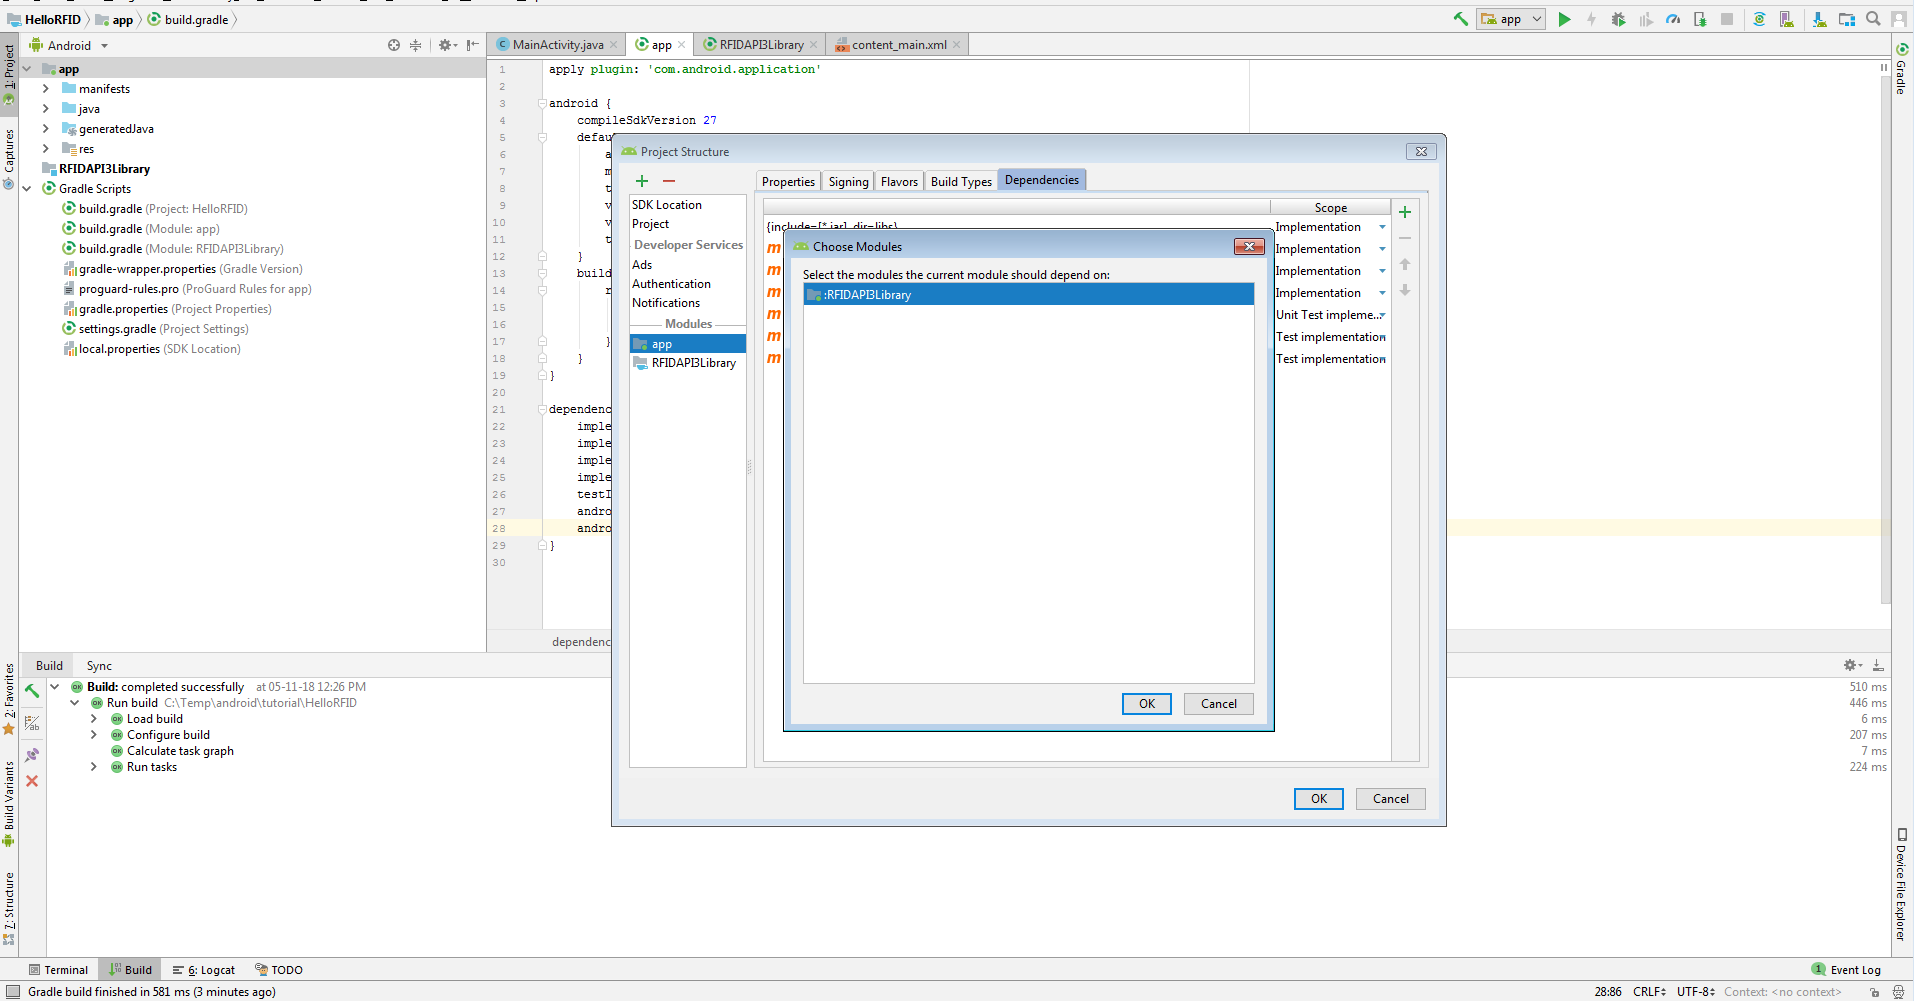 HelloRFID app build.gradle
app
Android
1: Project
Captures
2: Favorites
Build Variants
7: Structure
app
manifests
java
generatedJava
res
RFIDAPI3Library
Gradle Scripts
build.gradle (Project: HelloRFID)
build.gradle (Module: app)
build.gradle (Module: RFIDAPI3Library)
gradle-wrapper.properties (Gradle Version)
proguard-rules.pro (ProGuard Rules for app)
gradle.properties (Project Properties)
settings.gradle (Project Settings)
local.properties (SDK Location)
MainActivity.java app RFIDAPI3Library content_main.xml
1 apply plugin: 'com.android.application'
2
3 android {
4 compileSdkVersion 27
5 defau
6 a
7 m
8 t
9 v
10 v
11 t
12 }
13 build
14 r
15
16
17 }
18 }
19 }
20
21 dependenc
22 imple
23 imple
24 imple
25 imple
26 testI
27 andro
28 andro
29 }
30
dependenc
Project Structure
SDK Location
Project
Developer Services
Ads
Authentication
Notifications
Modules
app
RFIDAPI3Library
Properties Signing Flavors Build Types Dependencies
Scope
{include=[*.jar], dir=libs} Implementation
m Implementation
m Implementation
m Implementation
m Unit Test impleme...
m Test implementation
m Test implementation
Choose Modules
Select the modules the current module should depend on:
:RFIDAPI3Library
OK Cancel
OK Cancel
Gradle
Device File Explorer
Build Sync
Build: completed successfully at 05-11-18 12:26 PM 510 ms
Run build C:\Temp\android\tutorial\HelloRFID 446 ms
Load build 6 ms
Configure build 207 ms
Calculate task graph 7 ms
Run tasks 224 ms
Terminal Build 6: Logcat TODO 1 Event Log
Gradle build finished in 581 ms (3 minutes ago) 28:86 CRLF UTF-8 Context: <no context>